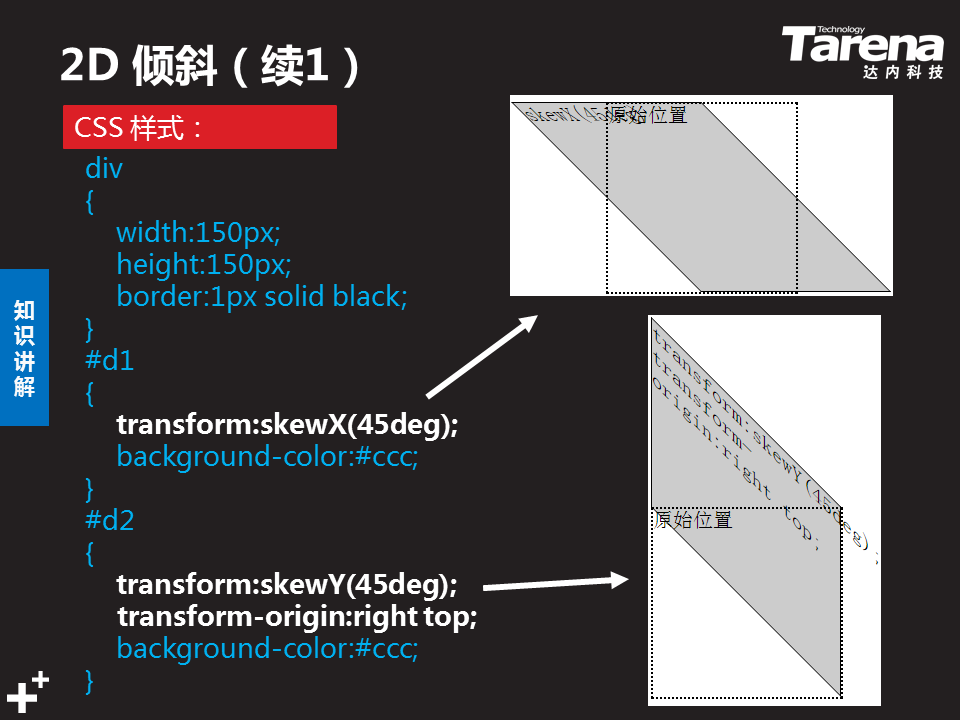 2D 倾斜（续1）
Technology
Tarena
达内科技
CSS 样式：
div
{
width:150px;
height:150px;
border:1px solid black;
}
#d1
{
transform:skewX(45deg);
background-color:#ccc;
}
#d2
{
transform:skewY(45deg);
transform-origin:right top;
background-color:#ccc;
}
知识讲解
原始位置
transform:skewY(45deg);
transform-
origin:right top;
原始位置